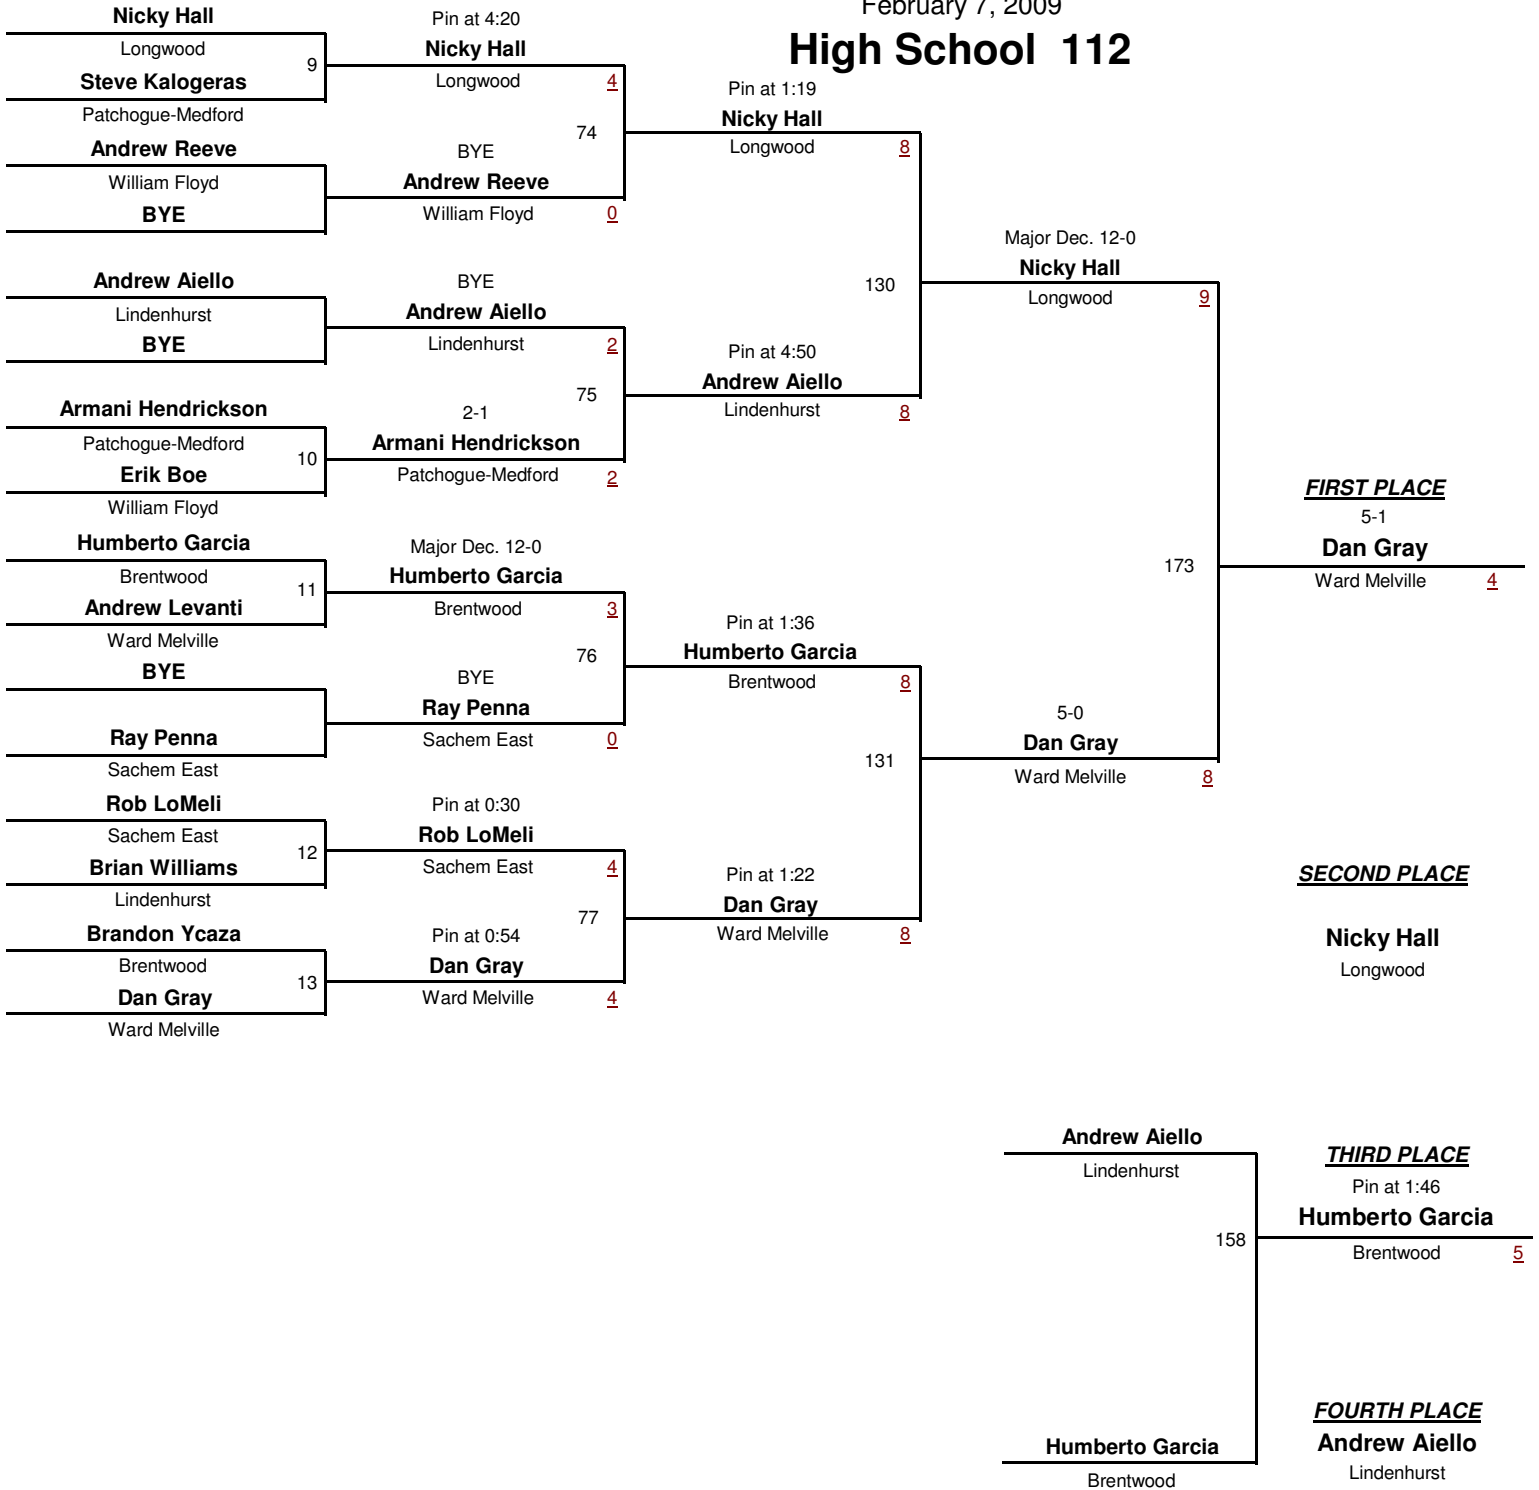 February 7, 2009
High School 112
Nicky Hall
Longwood
9
Steve Kalogeras
Patchogue-Medford
Andrew Reeve
William Floyd
BYE
Andrew Aiello
Lindenhurst
BYE
Armani Hendrickson
Patchogue-Medford
10
Erik Boe
William Floyd
Humberto Garcia
Brentwood
11
Andrew Levanti
Ward Melville
BYE
Ray Penna
Sachem East
Rob LoMeli
Sachem East
12
Brian Williams
Lindenhurst
Brandon Ycaza
Brentwood
13
Dan Gray
Ward Melville
Pin at 4:20
Nicky Hall
Longwood 4
74
BYE
Andrew Reeve
William Floyd 0
BYE
Andrew Aiello
Lindenhurst 2
75
2-1
Armani Hendrickson
Patchogue-Medford 2
Major Dec. 12-0
Humberto Garcia
Brentwood 3
76
BYE
Ray Penna
Sachem East 0
Pin at 0:30
Rob LoMeli
Sachem East 4
77
Pin at 0:54
Dan Gray
Ward Melville 4
Pin at 1:19
Nicky Hall
Longwood 8
130
Pin at 4:50
Andrew Aiello
Lindenhurst 8
Pin at 1:36
Humberto Garcia
Brentwood 8
131
Pin at 1:22
Dan Gray
Ward Melville 8
Major Dec. 12-0
Nicky Hall
Longwood 9
173
5-0
Dan Gray
Ward Melville 8
FIRST PLACE
5-1
Dan Gray
Ward Melville 4
SECOND PLACE
Nicky Hall
Longwood
Andrew Aiello
Lindenhurst
158
Humberto Garcia
Brentwood
THIRD PLACE
Pin at 1:46
Humberto Garcia
Brentwood 5
FOURTH PLACE
Andrew Aiello
Lindenhurst